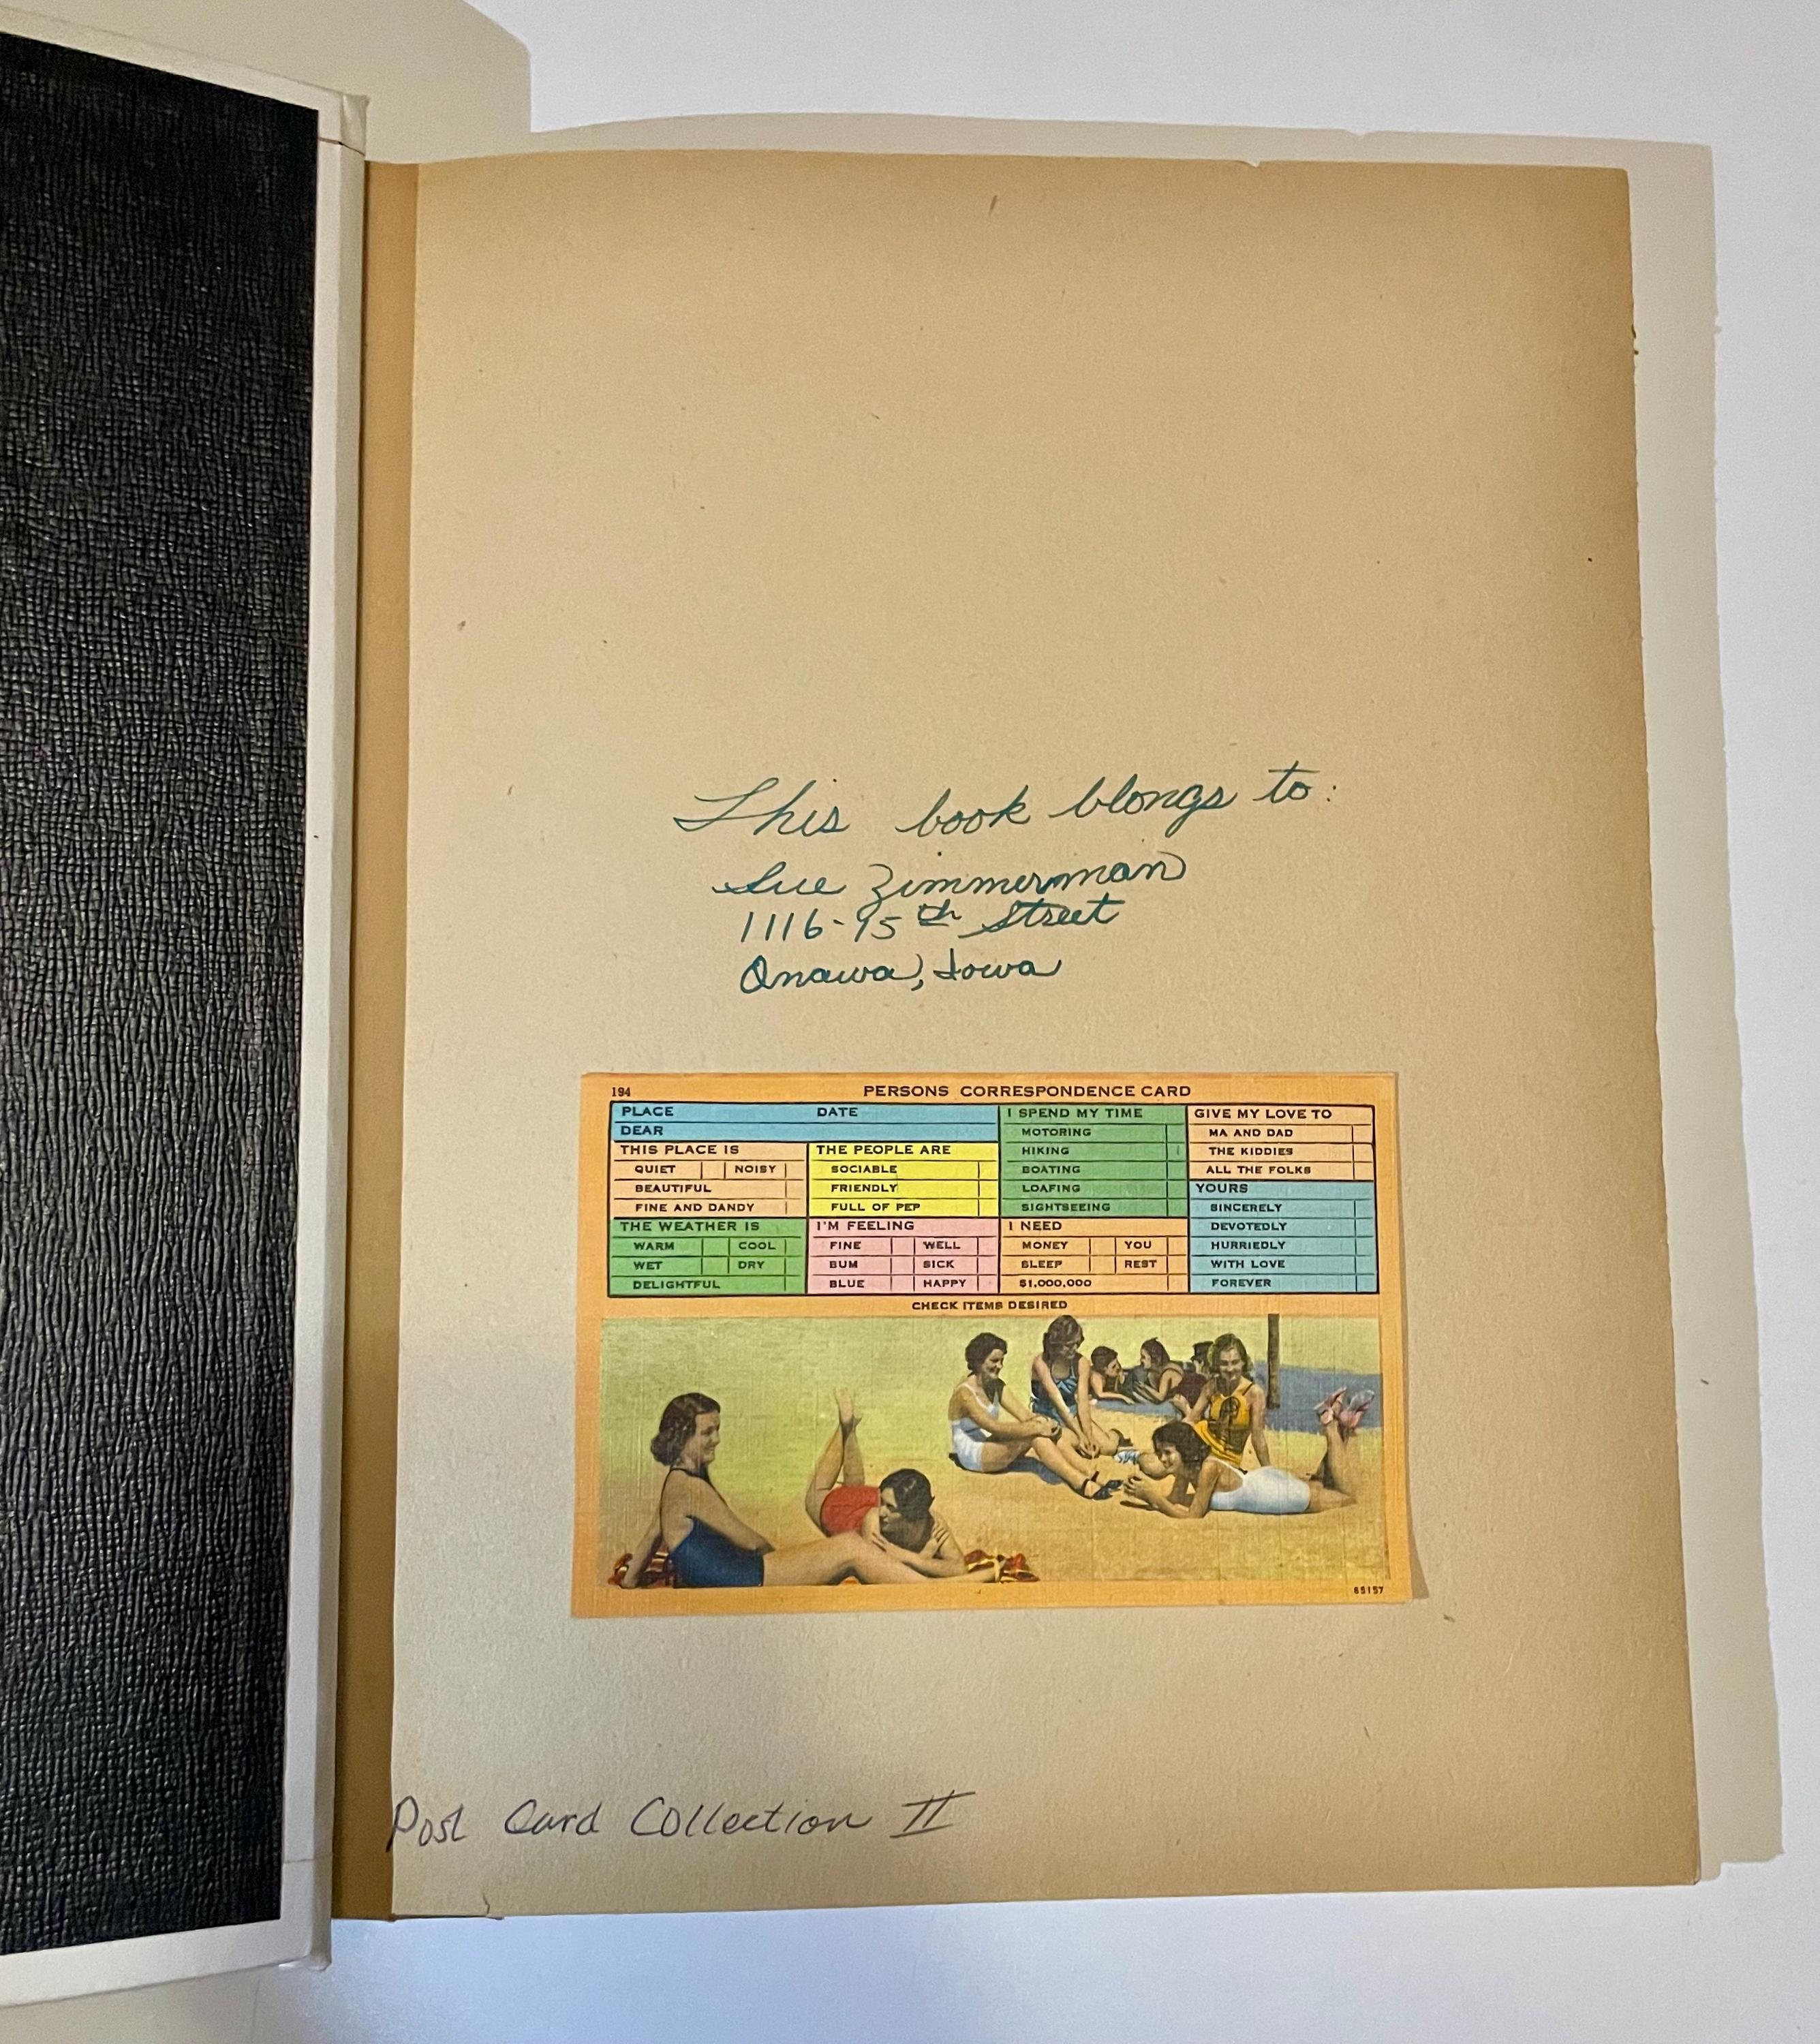 This book blongs to:
Sue Zimmerman
1116-95th Street
Onawa, Iowa
194 PERSONS CORRESPONDENCE CARD
PLACE DATE
DEAR
THIS PLACE IS
QUIET NOISY
BEAUTIFUL
FINE AND DANDY
THE PEOPLE ARE
SOCIABLE
FRIENDLY
FULL OF PEP
I SPEND MY TIME
MOTORING
HIKING
BOATING
LOAFING
SIGHTSEEING
GIVE MY LOVE TO
MA AND DAD
THE KIDDIES
ALL THE FOLKS
THE WEATHER IS
WARM COOL
WET DRY
DELIGHTFUL
I'M FEELING
FINE WELL
BUM SICK
BLUE HAPPY
I NEED
MONEY YOU
SLEEP REST
$1,000,000
YOURS
SINCERELY
DEVOTEDLY
HURRIEDLY
WITH LOVE
FOREVER
CHECK ITEMS DESIRED
65157
Post Card Collection II